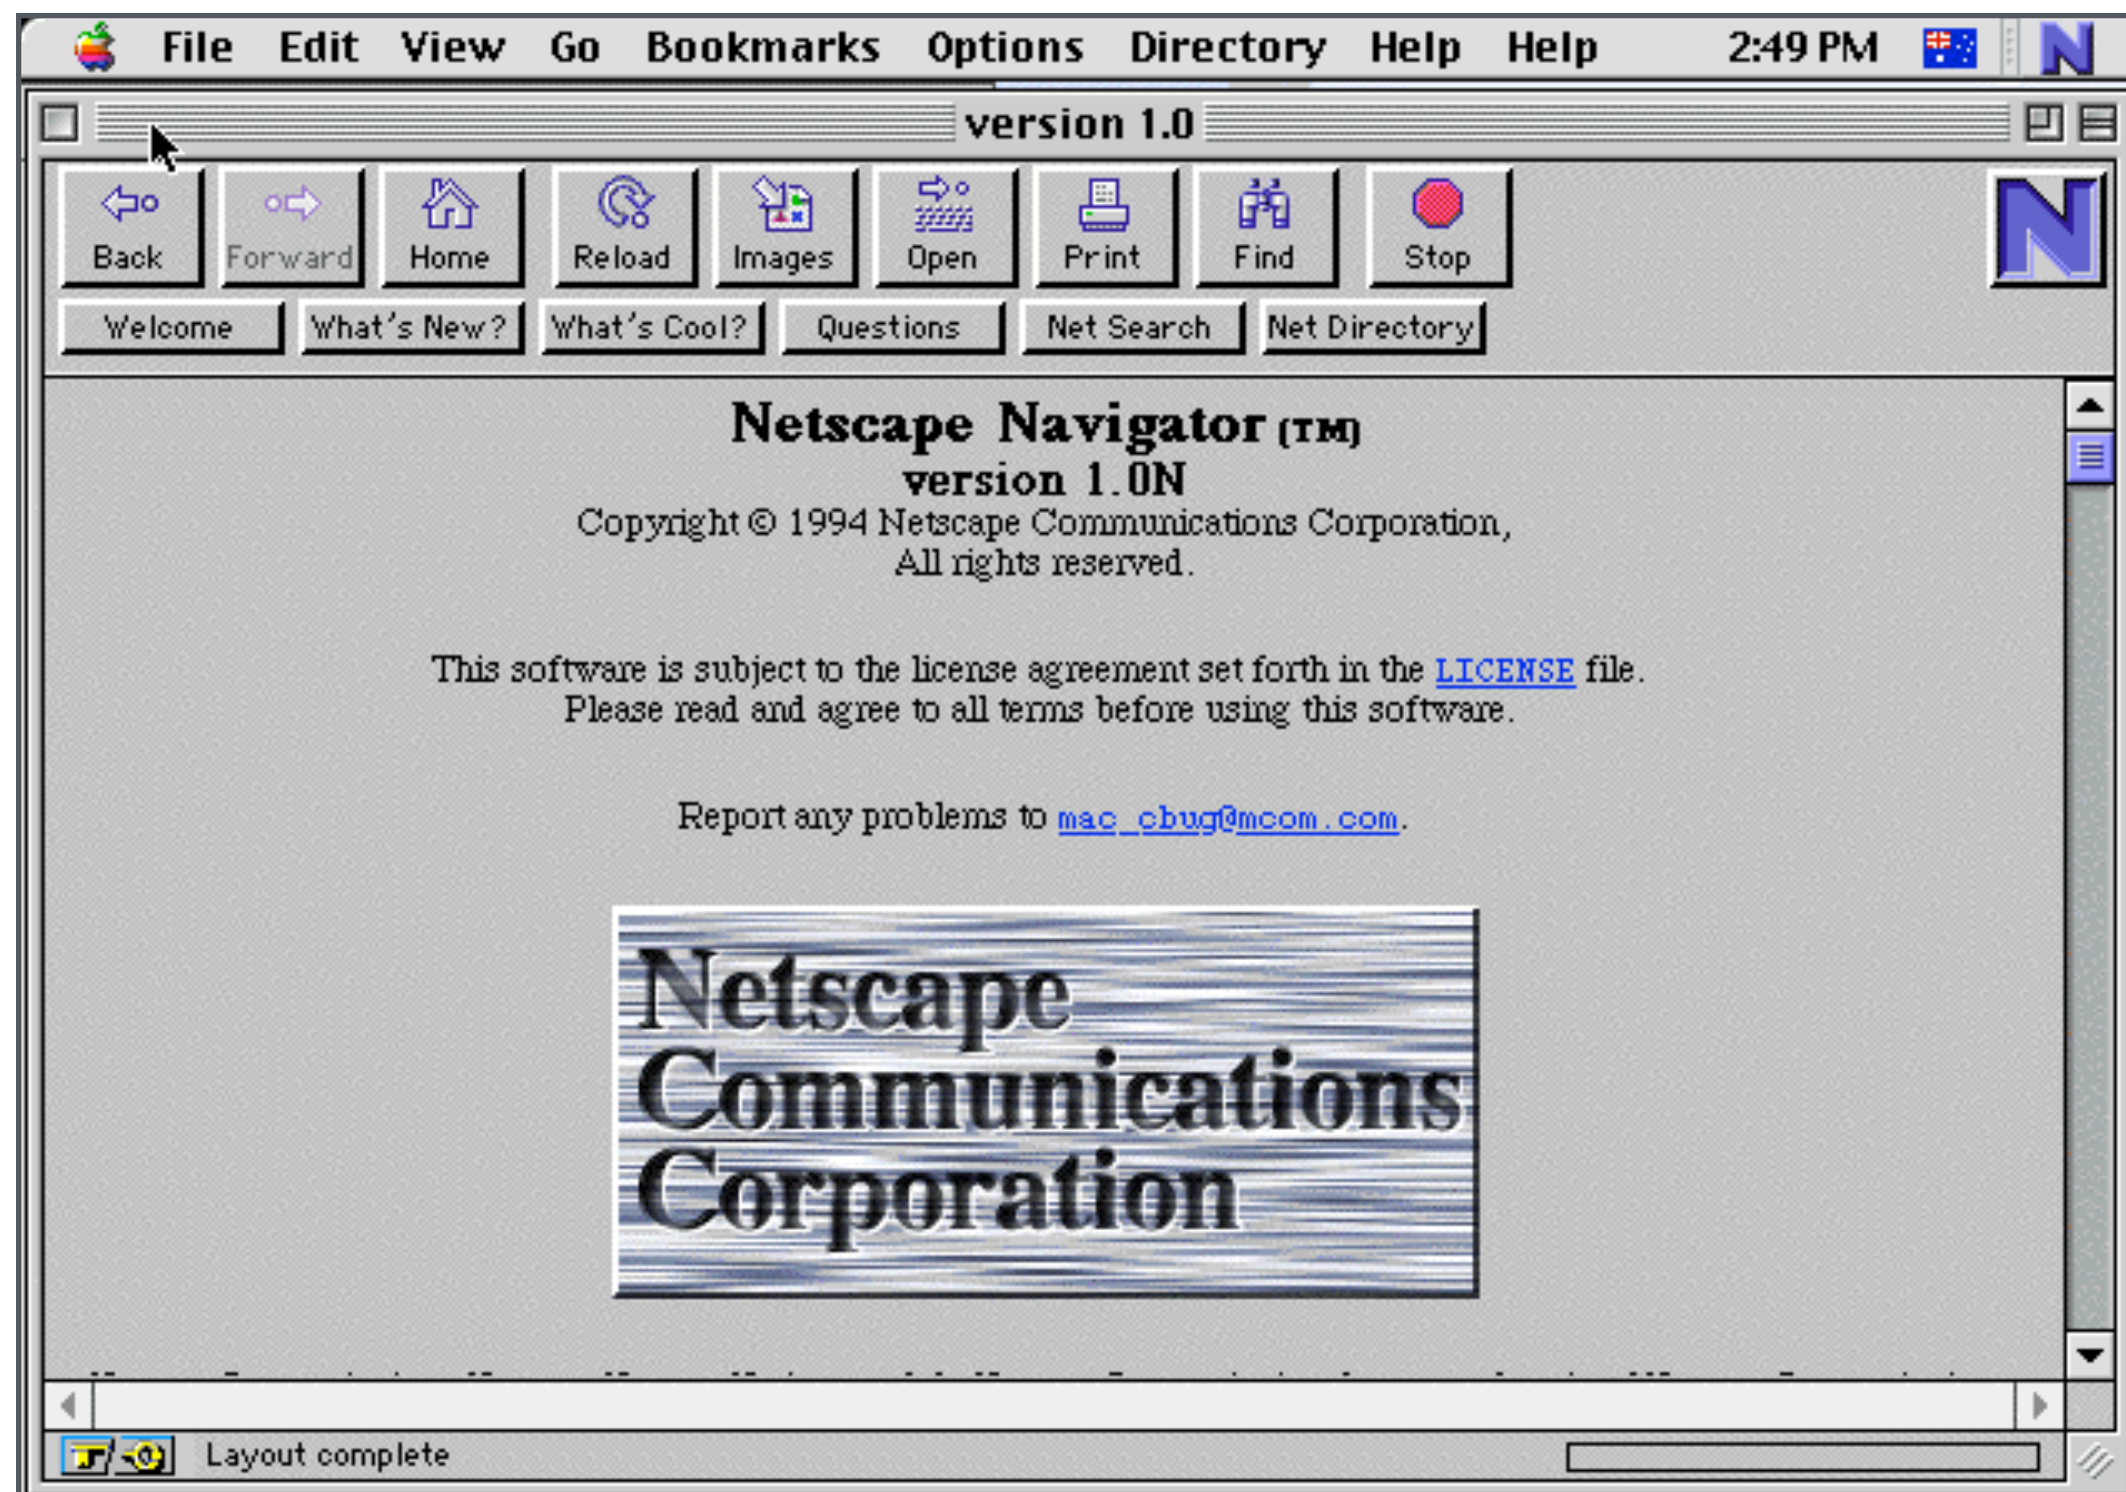 File Edit View Go Bookmarks Options Directory Help Help 2:49 PM
version 1.0
Back Forward Home Reload Images Open Print Find Stop
Welcome What's New? What's Cool? Questions Net Search Net Directory
Netscape Navigator (TM)
version 1.0N
Copyright © 1994 Netscape Communications Corporation,
All rights reserved.
This software is subject to the license agreement set forth in the LICENSE file.
Please read and agree to all terms before using this software.
Report any problems to mac_cbug@mcom.com.
Netscape
Communications
Corporation
Layout complete